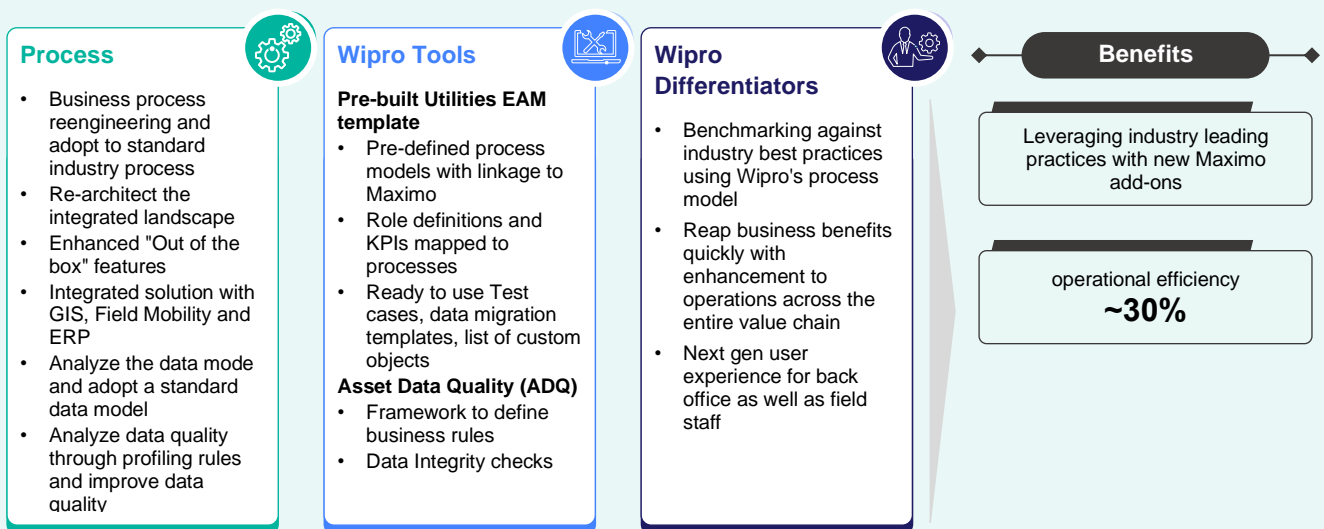 Process
• Business process
reengineering and
adopt to standard
industry process
• Re-architect the
integrated landscape
• Enhanced "Out of the
box" features
• Integrated solution with
GIS, Field Mobility and
ERP
• Analyze the data mode
and adopt a standard
data model
• Analyze data quality
through profiling rules
and improve data
quality
Wipro Tools
Pre-built Utilities EAM
template
• Pre-defined process
models with linkage to
Maximo
• Role definitions and
KPIs mapped to
processes
• Ready to use Test
cases, data migration
templates, list of custom
objects
Asset Data Quality (ADQ)
• Framework to define
business rules
• Data Integrity checks
Wipro
Differentiators
• Benchmarking against
industry best practices
using Wipro's process
model
• Reap business benefits
quickly with
enhancement to
operations across the
entire value chain
• Next gen user
experience for back
office as well as field
staff
Benefits
Leveraging industry leading
practices with new Maximo
add-ons
operational efficiency
~30%